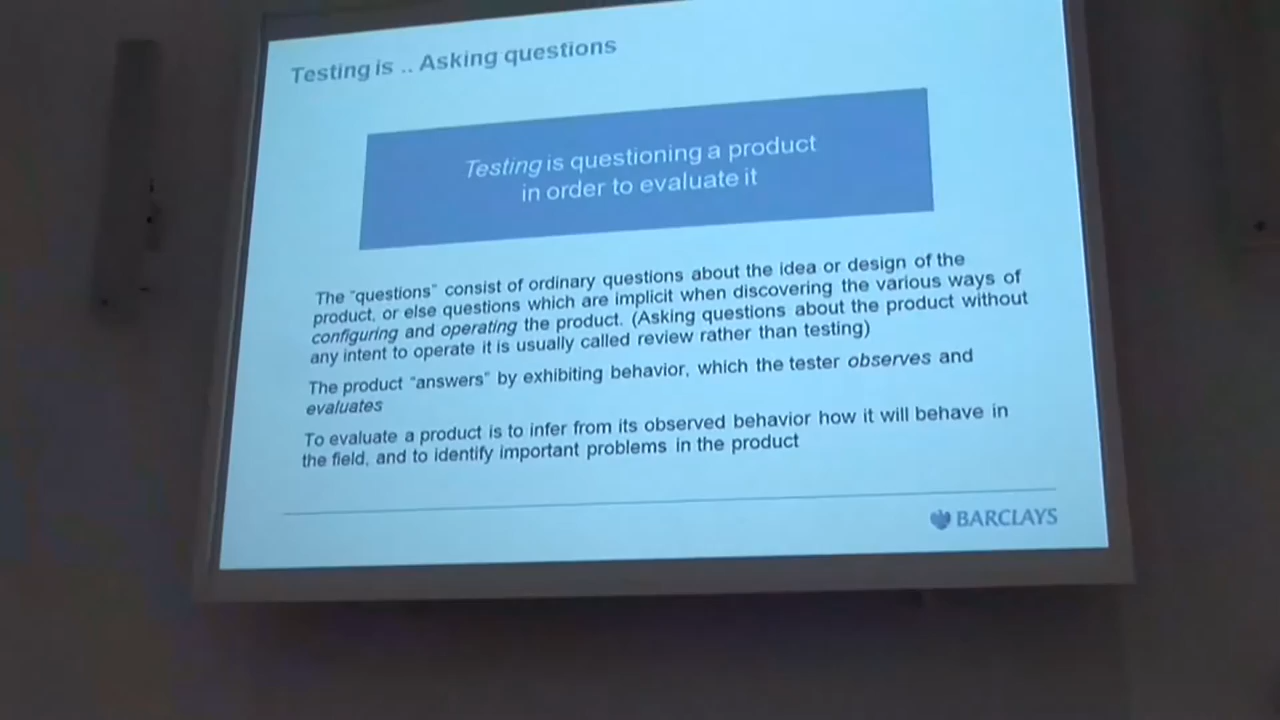 Testing is .. Asking questions
Testing is questioning a product
in order to evaluate it
The "questions" consist of ordinary questions about the idea or design of the
product, or else questions which are implicit when discovering the various ways of
configuring and operating the product. (Asking questions about the product without
any intent to operate it is usually called review rather than testing)
The product "answers" by exhibiting behavior, which the tester observes and
evaluates
To evaluate a product is to infer from its observed behavior how it will behave in
the field, and to identify important problems in the product
BARCLAYS